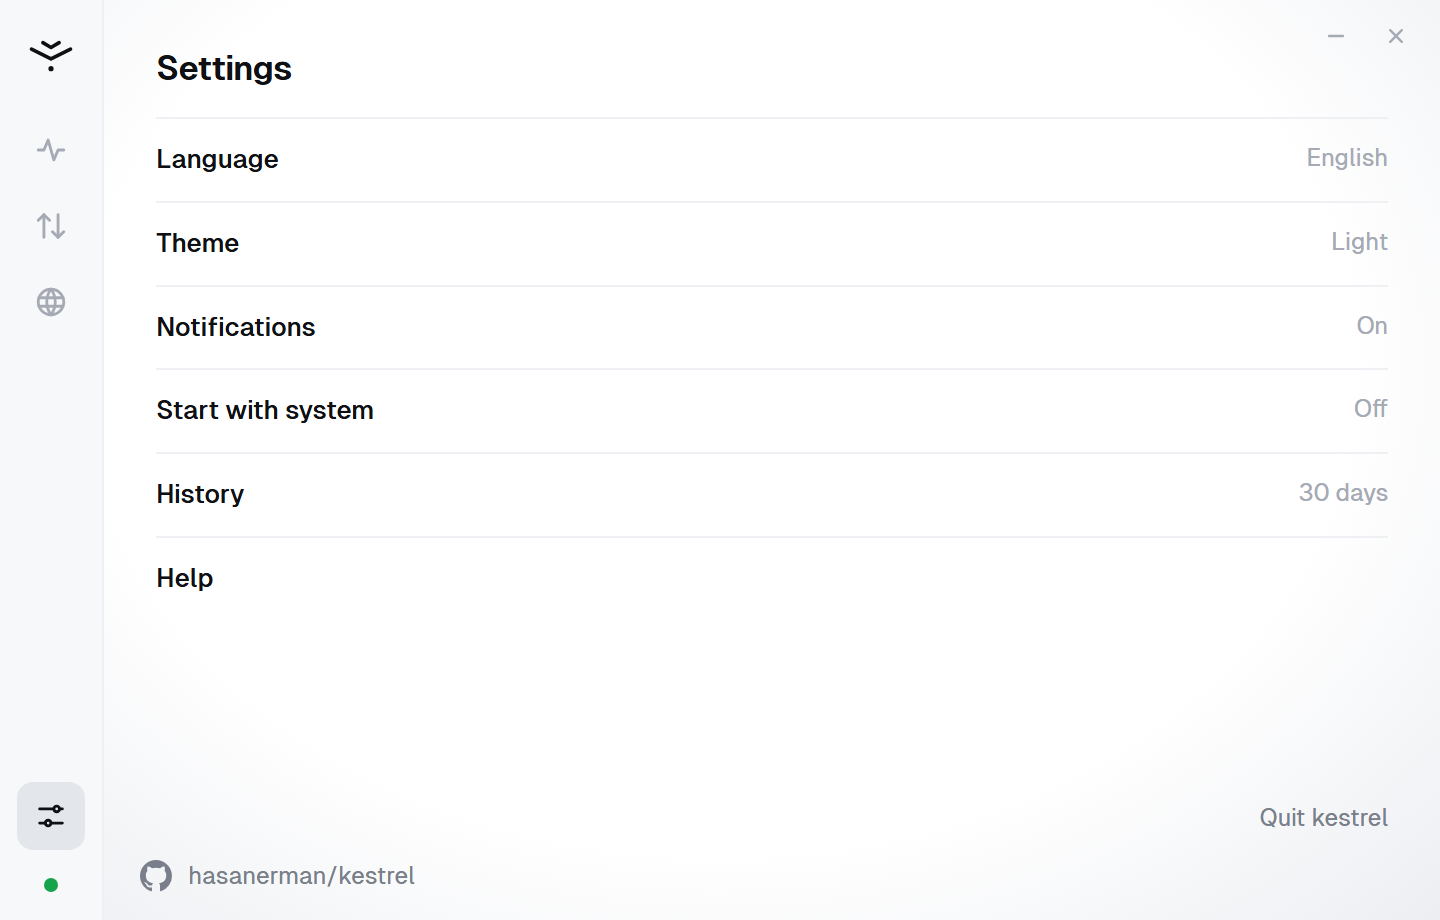 Settings
Language English
Theme Light
Notifications On
Start with system Off
History 30 days
Help
Quit kestrel
hasanerman/kestrel